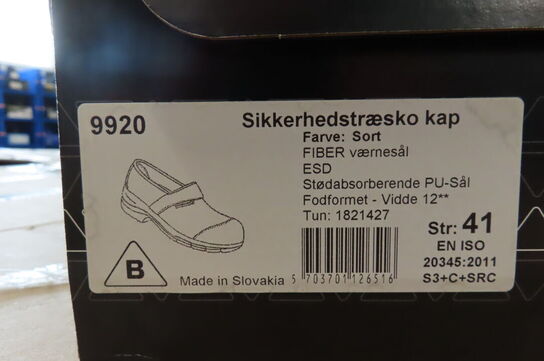 9920
Sikkerhedstræsko kap
Farve: Sort
FIBER værnesål
ESD
Stødabsorberende PU-Sål
Fodformet - Vidde 12**
Tun: 1821427
Str: 41
EN ISO
20345:2011
S3+C+SRC
B
Made in Slovakia
5 703701 126516